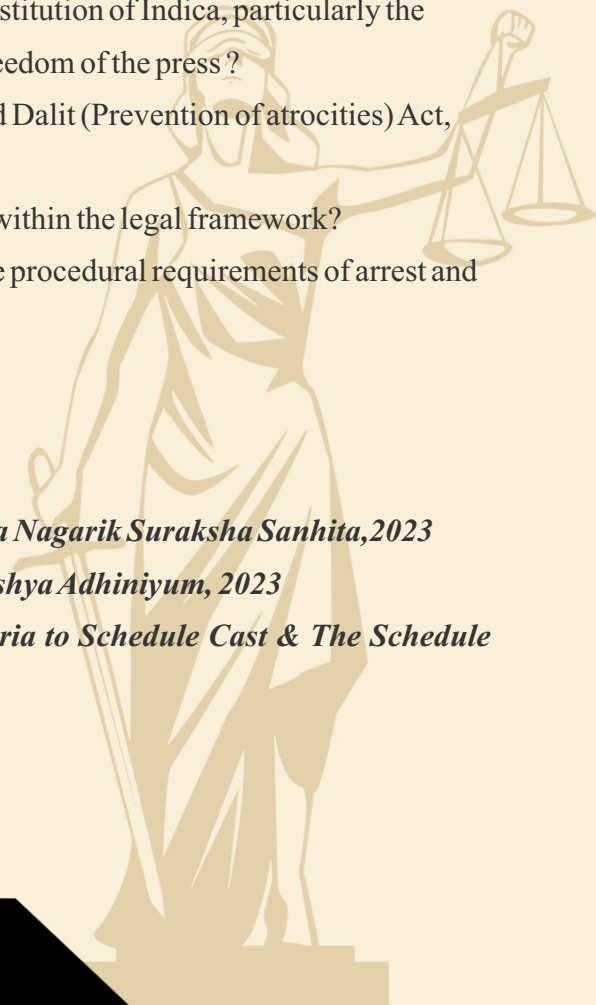 stitution of Indica, particularly the
eedom of the press ?
d Dalit (Prevention of atrocities) Act,
within the legal framework?
e procedural requirements of arrest and
a Nagarik Suraksha Sanhita,2023
shya Adhiniyum, 2023
ria to Schedule Cast & The Schedule